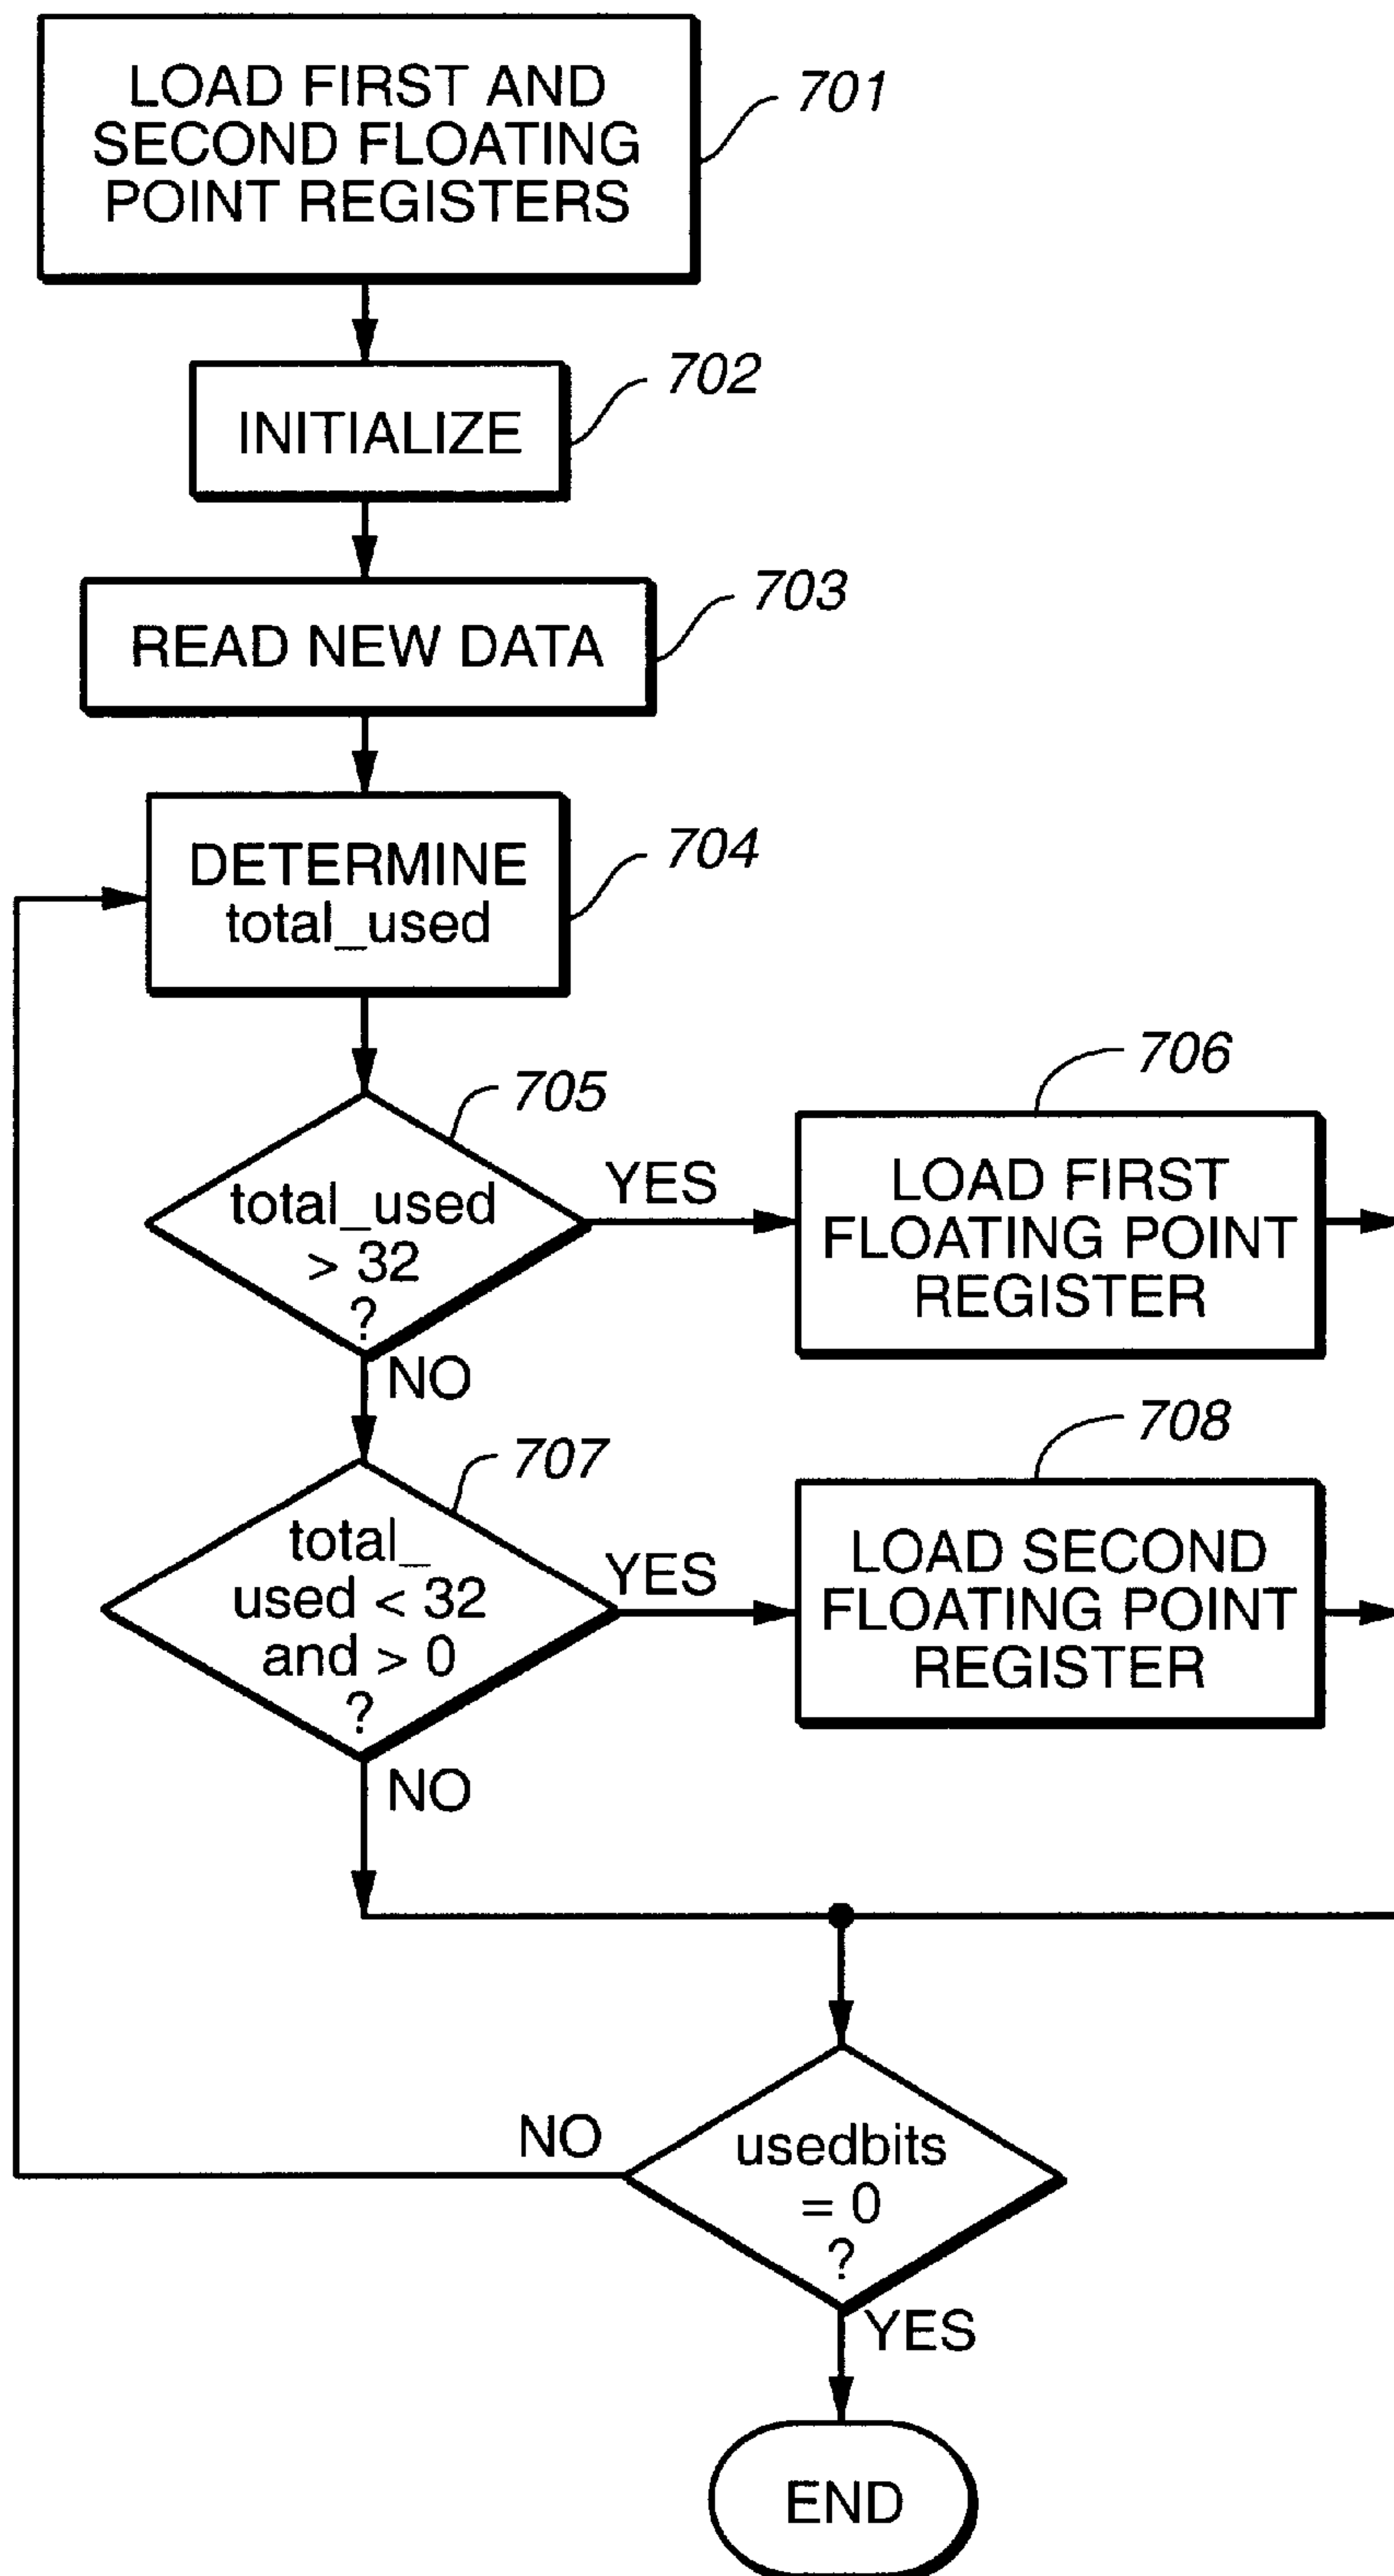 LOAD FIRST AND
SECOND FLOATING
POINT REGISTERS
701
INITIALIZE
702
READ NEW DATA
703
DETERMINE
total_used
704
705
total_used
> 32
?
YES
NO
706
LOAD FIRST
FLOATING POINT
REGISTER
707
total_
used < 32
and > 0
?
YES
NO
708
LOAD SECOND
FLOATING POINT
REGISTER
usedbits
= 0
?
NO
YES
END